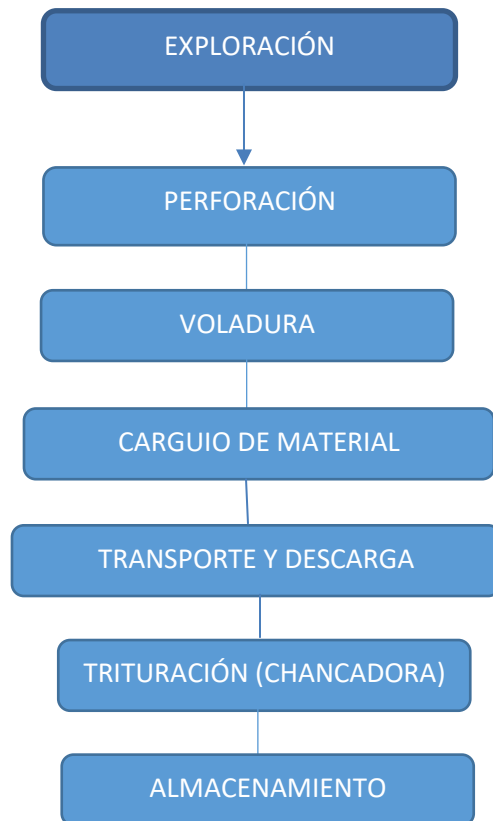 EXPLORACIÓN
PERFORACIÓN
VOLADURA
CARGUIO DE MATERIAL
TRANSPORTE Y DESCARGA
TRITURACIÓN (CHANCADORA)
ALMACENAMIENTO